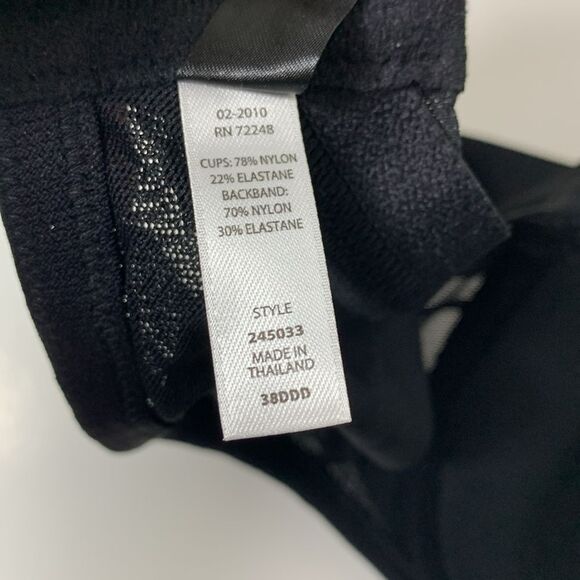 02-2010
RN 72248
CUPS: 78% NYLON
22% ELASTANE
BACKBAND:
70% NYLON
30% ELASTANE
STYLE
245033
MADE IN
THAILAND
38DDD